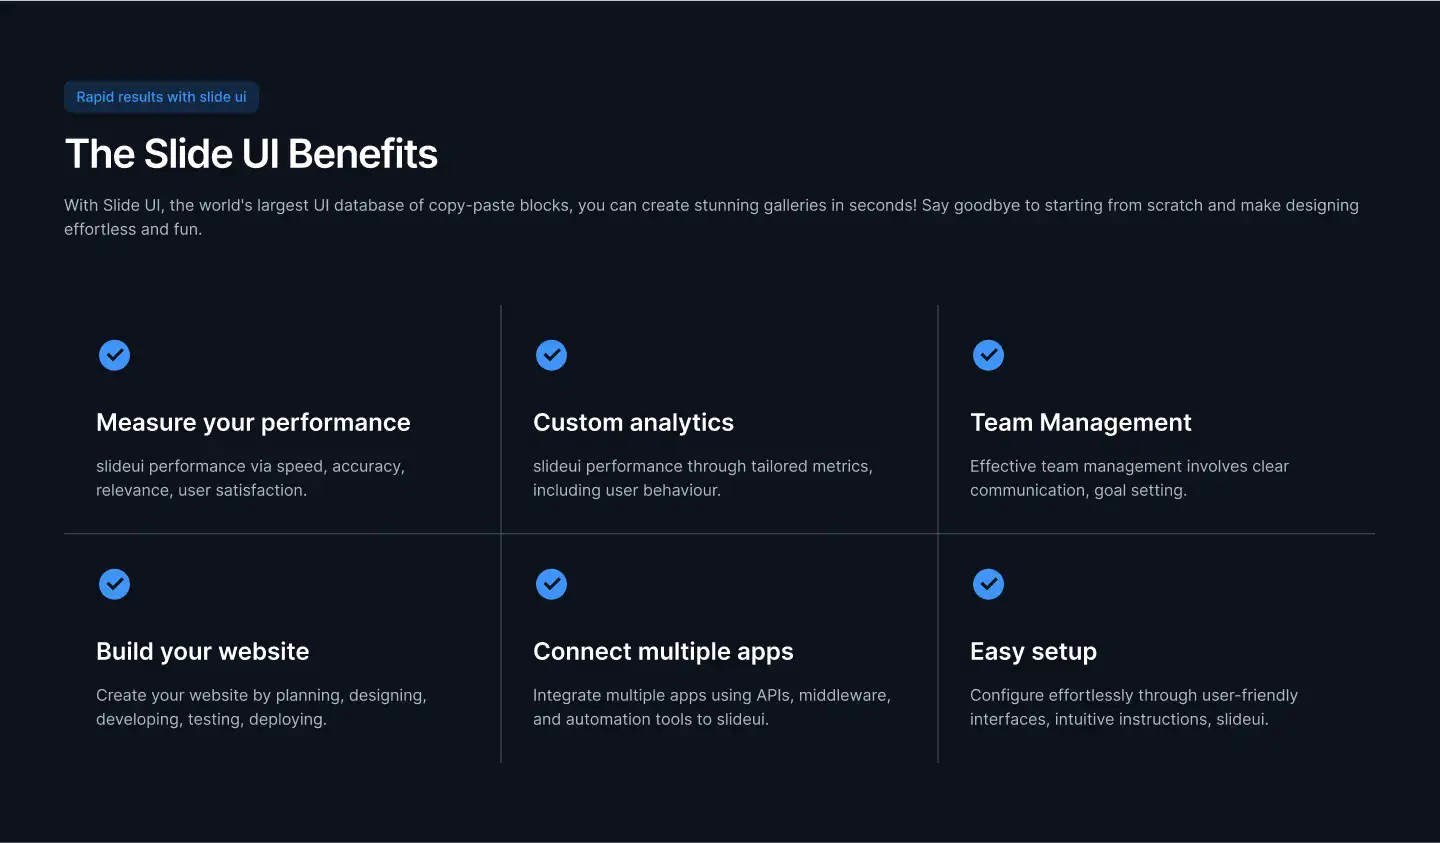 Rapid results with slide ui
The Slide UI Benefits
With Slide UI, the world's largest UI database of copy-paste blocks, you can create stunning galleries in seconds! Say goodbye to starting from scratch and make designing
effortless and fun.
Measure your performance
slideui performance via speed, accuracy,
relevance, user satisfaction.
Custom analytics
slideui performance through tailored metrics,
including user behaviour.
Team Management
Effective team management involves clear
communication, goal setting.
Build your website
Create your website by planning, designing,
developing, testing, deploying.
Connect multiple apps
Integrate multiple apps using APIs, middleware,
and automation tools to slideui.
Easy setup
Configure effortlessly through user-friendly
interfaces, intuitive instructions, slideui.